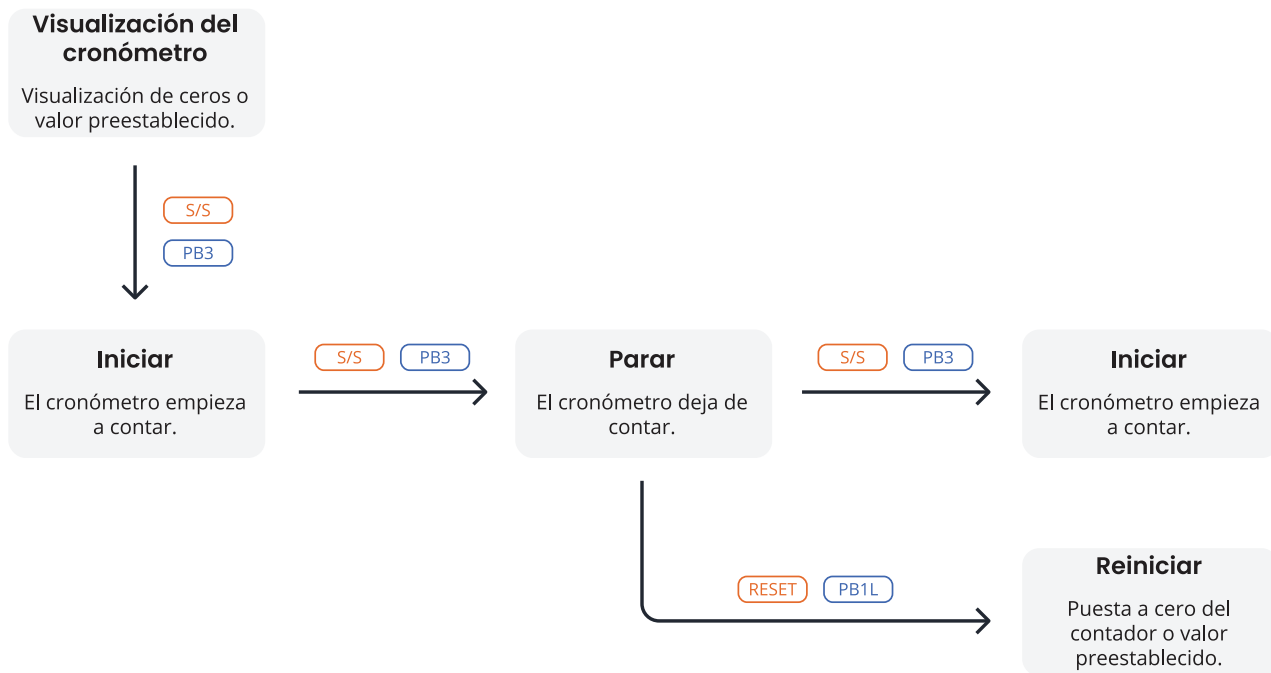 Visualización del
cronómetro
Visualización de ceros o
valor preestablecido.
S/S
PB3
Iniciar
El cronómetro empieza
a contar.
S/S
PB3
Parar
El cronómetro deja de
contar.
S/S
PB3
Iniciar
El cronómetro empieza
a contar.
RESET
PB1L
Reiniciar
Puesta a cero del
contador o valor
preestablecido.